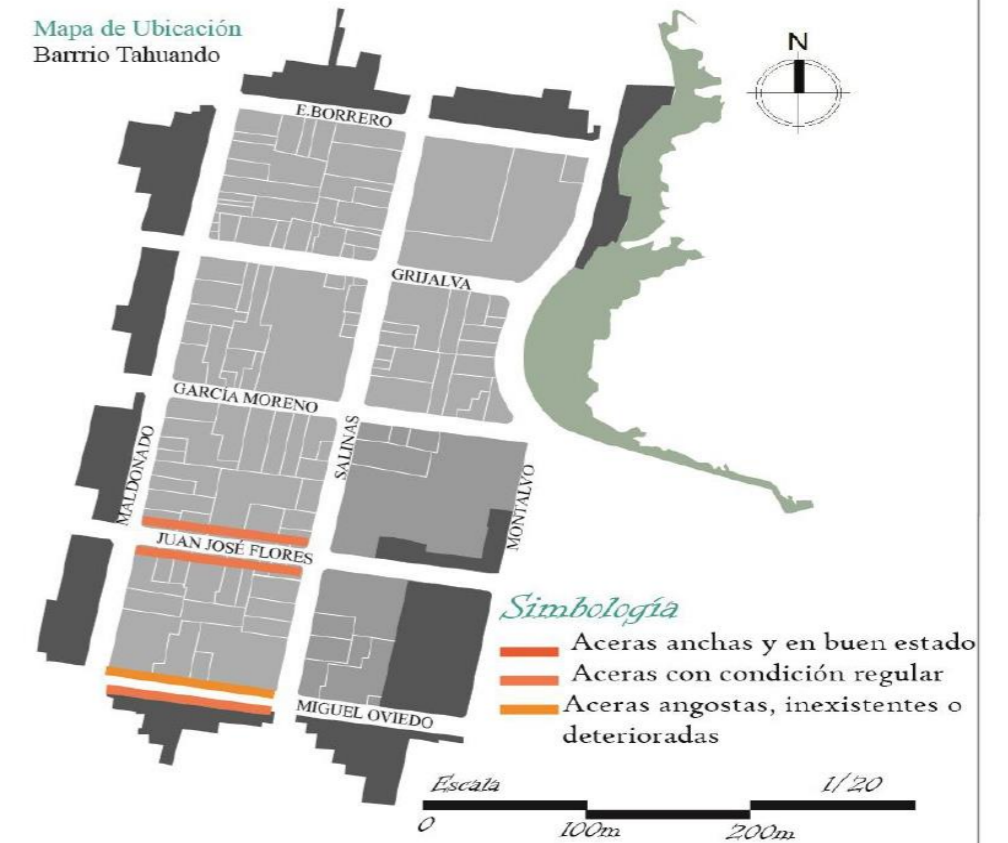 Mapa de Ubicación
Barrrio Tahuando
N
E.BORRERO
GRIJALVA
GARCÍA MORENO
SALINAS
MALDONADO
MONTALVO
JUAN JOSÉ FLORES
MIGUEL OVIEDO
Simbología
Aceras anchas y en buen estado
Aceras con condición regular
Aceras angostas, inexistentes o
deterioradas
Escala 1/20
0 100m 200m